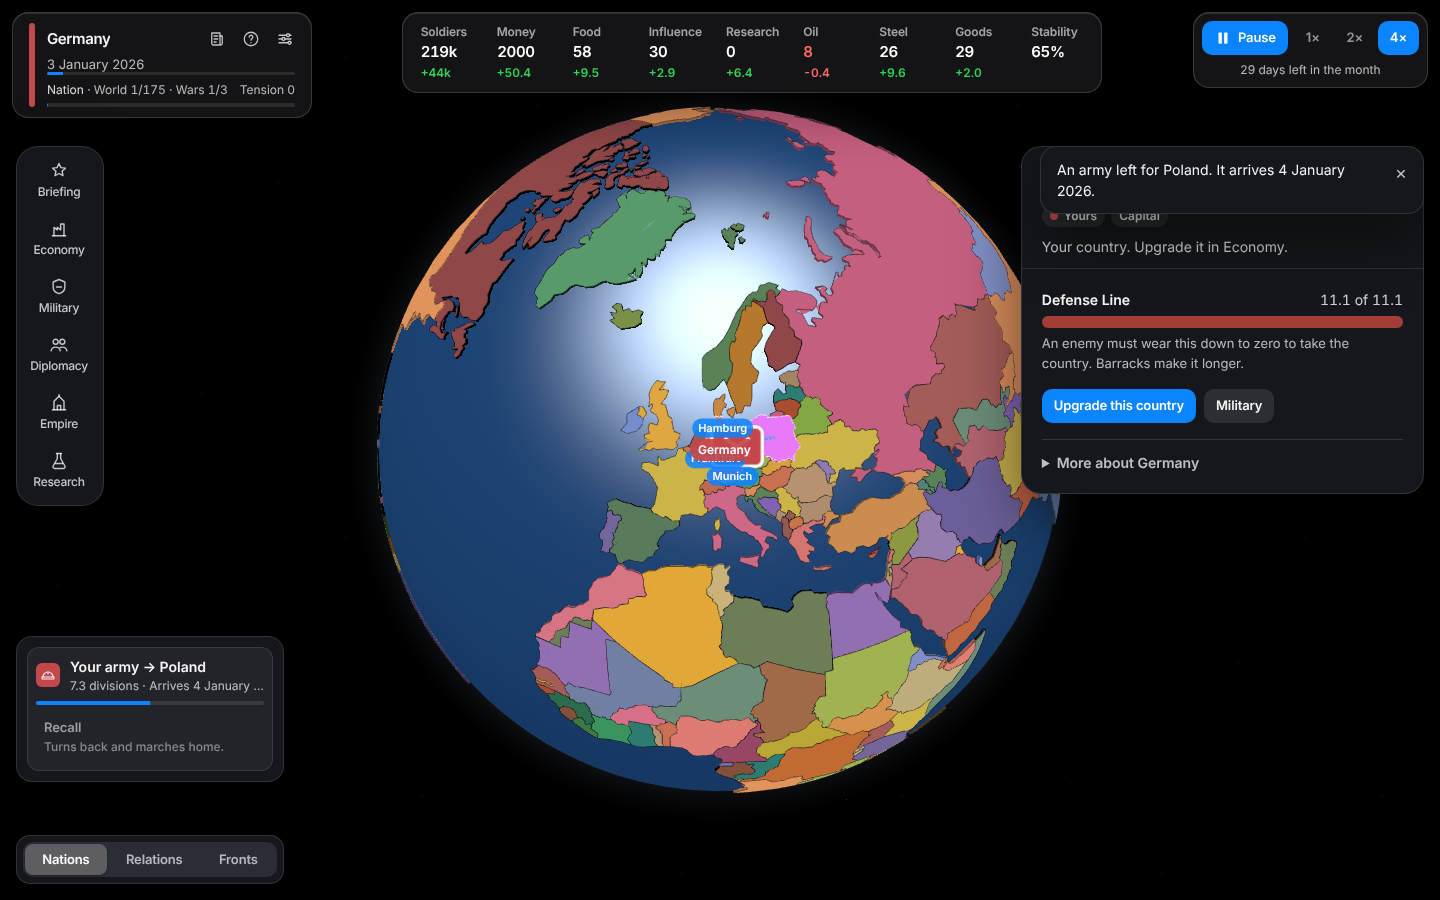 Germany
3 January 2026
Nation · World 1/175 · Wars 1/3 Tension 0
Soldiers Money Food Influence Research Oil Steel Goods Stability
219k 2000 58 30 0 8 26 29 65%
+44k +50.4 +9.5 +2.9 +6.4 -0.4 +9.6 +2.0
Pause 1× 2× 4×
29 days left in the month
Briefing
Economy
Military
Diplomacy
Empire
Research
An army left for Poland. It arrives 4 January
2026.
Yours Capital
Your country. Upgrade it in Economy.
Defense Line 11.1 of 11.1
An enemy must wear this down to zero to take the
country. Barracks make it longer.
Upgrade this country Military
More about Germany
Hamburg
Germany
Munich
Your army → Poland
7.3 divisions · Arrives 4 January ...
Recall
Turns back and marches home.
Nations Relations Fronts